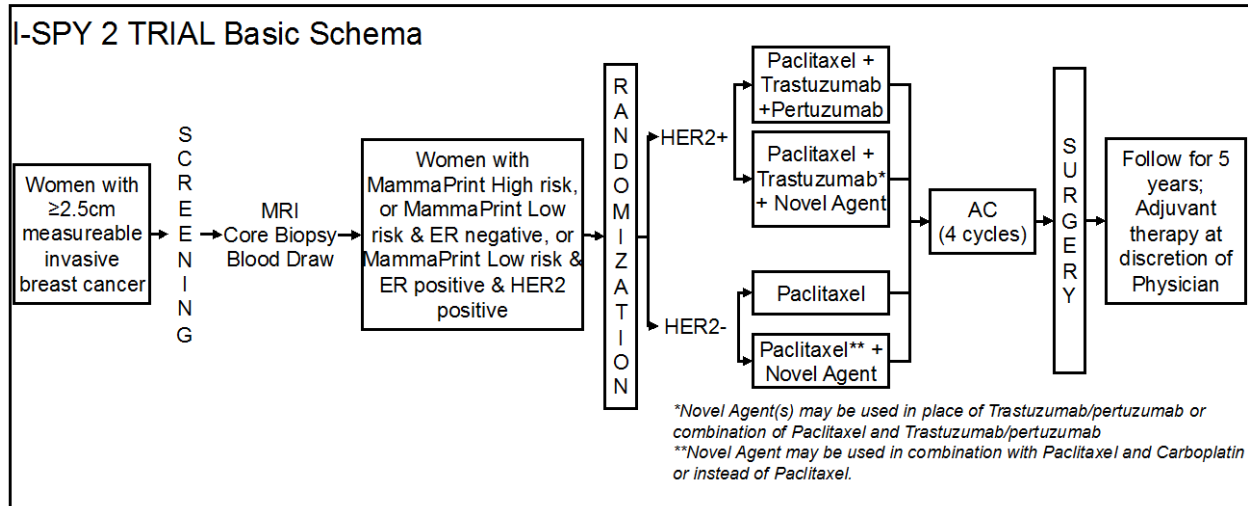 I-SPY 2 TRIAL Basic Schema
Women with
≥2.5cm
measureable
invasive
breast cancer
SCREENING
MRI
Core Biopsy
Blood Draw
Women with
MammaPrint High risk,
or MammaPrint Low
risk & ER negative, or
MammaPrint Low risk &
ER positive & HER2
positive
RANDOMIZATION
HER2+
Paclitaxel +
Trastuzumab
+Pertuzumab
Paclitaxel +
Trastuzumab*
+ Novel Agent
HER2-
Paclitaxel
Paclitaxel** +
Novel Agent
AC
(4 cycles)
SURGERY
Follow for 5
years;
Adjuvant
therapy at
discretion of
Physician
*Novel Agent(s) may be used in place of Trastuzumab/pertuzumab or
combination of Paclitaxel and Trastuzumab/pertuzumab
**Novel Agent may be used in combination with Paclitaxel and Carboplatin
or instead of Paclitaxel.